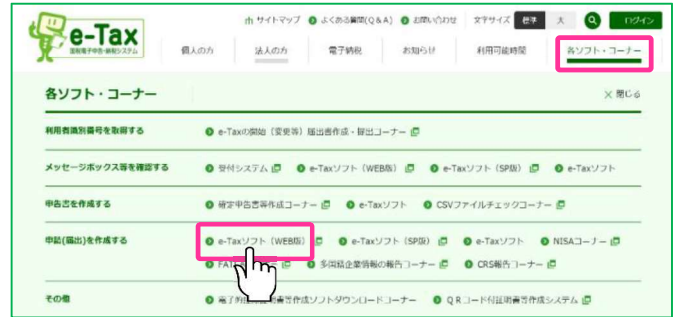 サイトマップ よくある質問(Q&A) お問い合わせ 文字サイズ 標準 大 ログイン
e-Tax
国税電子申告・納税システム
個人の方 法人の方 電子納税 お知らせ 利用可能時間 各ソフト・コーナー
各ソフト・コーナー 閉じる
利用者識別番号を取得する e-Taxの開始（変更等）届出書作成・提出コーナー
メッセージボックス等を確認する 受付システム e-Taxソフト（WEB版） e-Taxソフト（SP版） e-Taxソフト
申告書を作成する 確定申告書等作成コーナー e-Taxソフト CSVファイルチェックコーナー
申請(届出)を作成する e-Taxソフト（WEB版） e-Taxソフト（SP版） e-Taxソフト NISAコーナー
多国籍企業情報の報告コーナー CRS報告コーナー
その他 ソフトダウンロードコーナー QRコード付証明書等作成システム